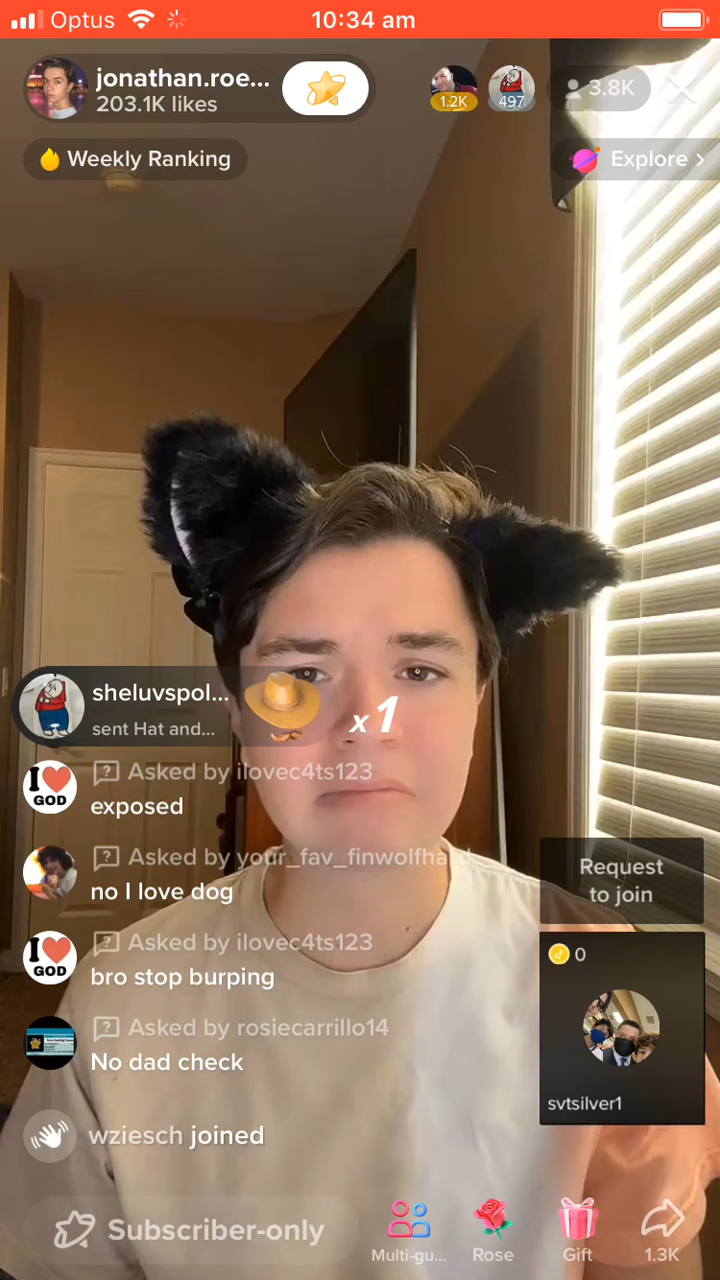 Optus
10:34 am
jonathan.roe...
203.1K likes
1.2K
497
3.8K
Weekly Ranking
Explore
sheluvspol...
sent Hat and...
x1
I ❤ GOD
Asked by ilovec4ts123
exposed
Asked by your_fav_finwolfhard
no I love dog
I ❤ GOD
Asked by ilovec4ts123
bro stop burping
Asked by rosiecarrillo14
No dad check
wziesch joined
Request
to join
0
svtsilver1
Subscriber-only
Multi-gu...
Rose
Gift
1.3K